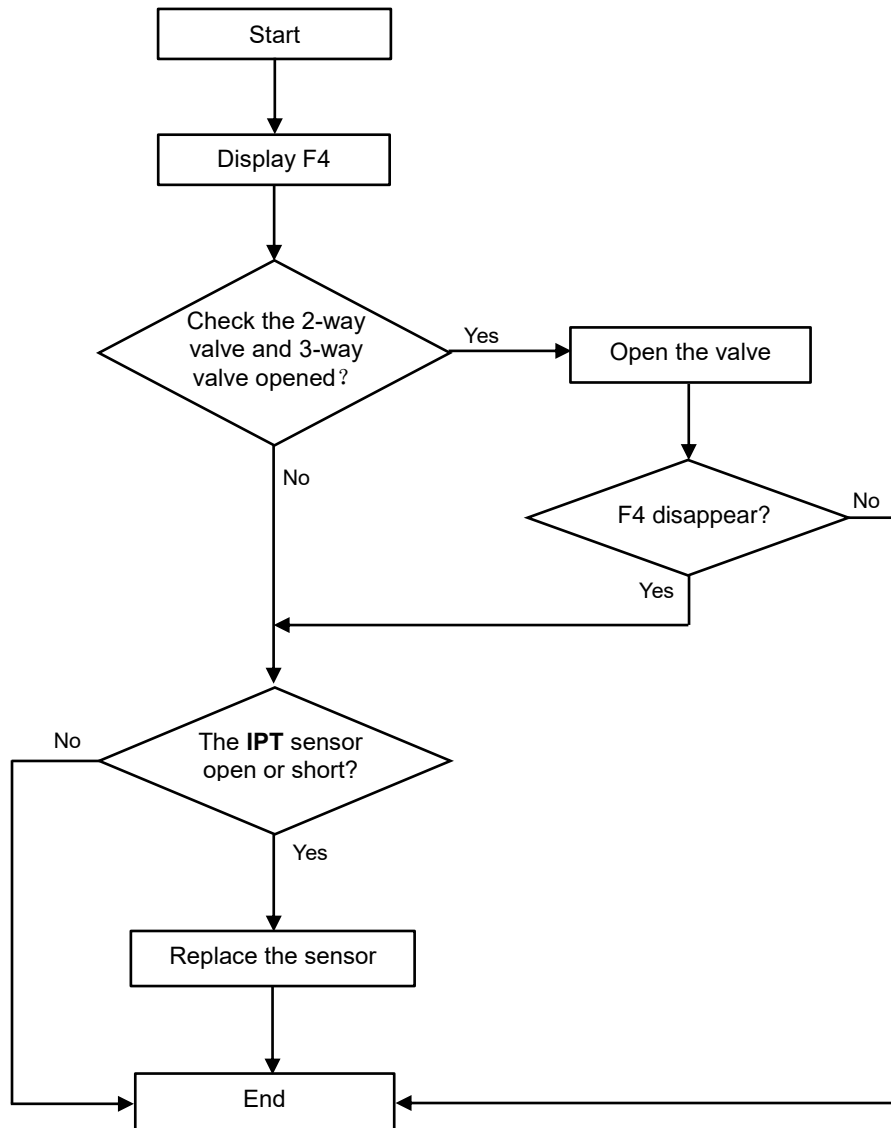 Start
Display F4
Check the 2-way
valve and 3-way
valve opened？
Yes
Open the valve
No
F4 disappear?
No
Yes
No
The IPT sensor
open or short?
Yes
Replace the sensor
End